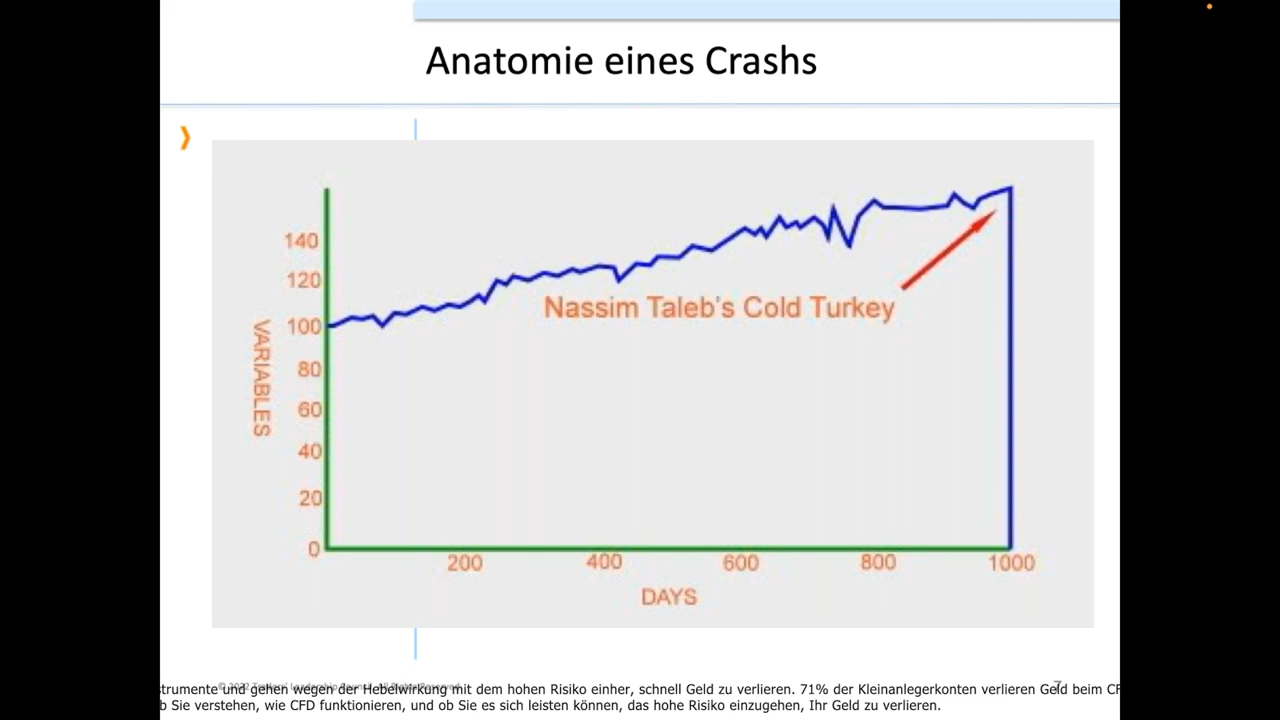 Anatomie eines Crashs
❯
140
120
100
80
60
40
20
0
VARIABLES
Nassim Taleb's Cold Turkey
200 400 600 800 1000
DAYS
7
strumente und gehen wegen der Hebelwirkung mit dem hohen Risiko einher, schnell Geld zu verlieren. 71% der Kleinanlegerkonten verlieren Geld beim CF
b Sie verstehen, wie CFD funktionieren, und ob Sie es sich leisten können, das hohe Risiko einzugehen, Ihr Geld zu verlieren.